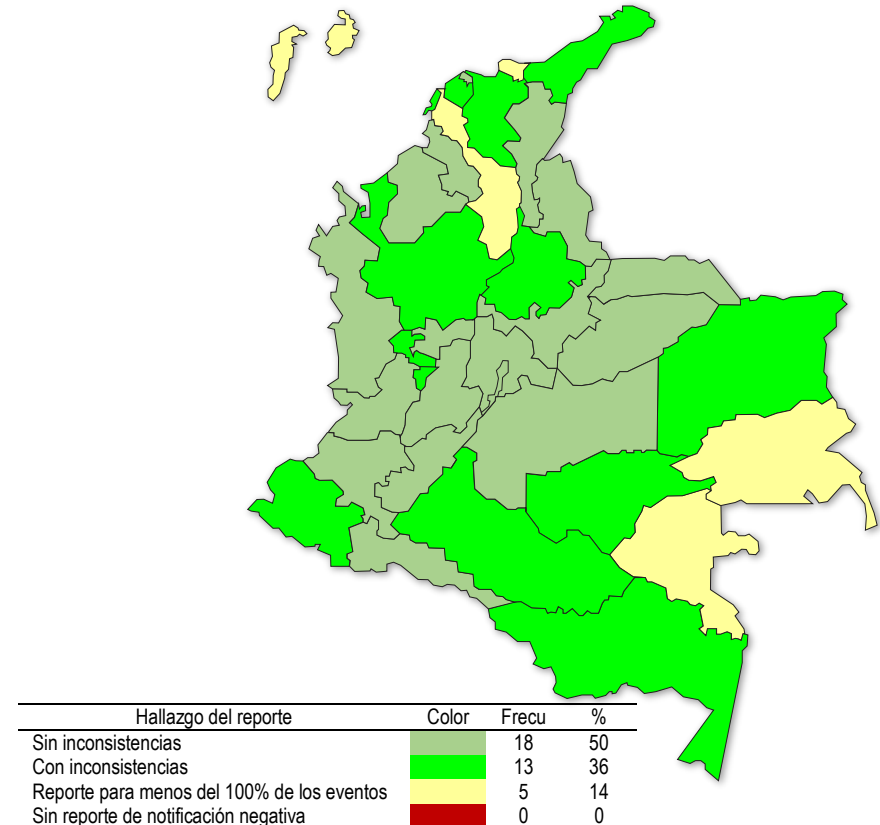 Hallazgo del reporte Color Frecu %
Sin inconsistencias 18 50
Con inconsistencias 13 36
Reporte para menos del 100% de los eventos 5 14
Sin reporte de notificación negativa 0 0